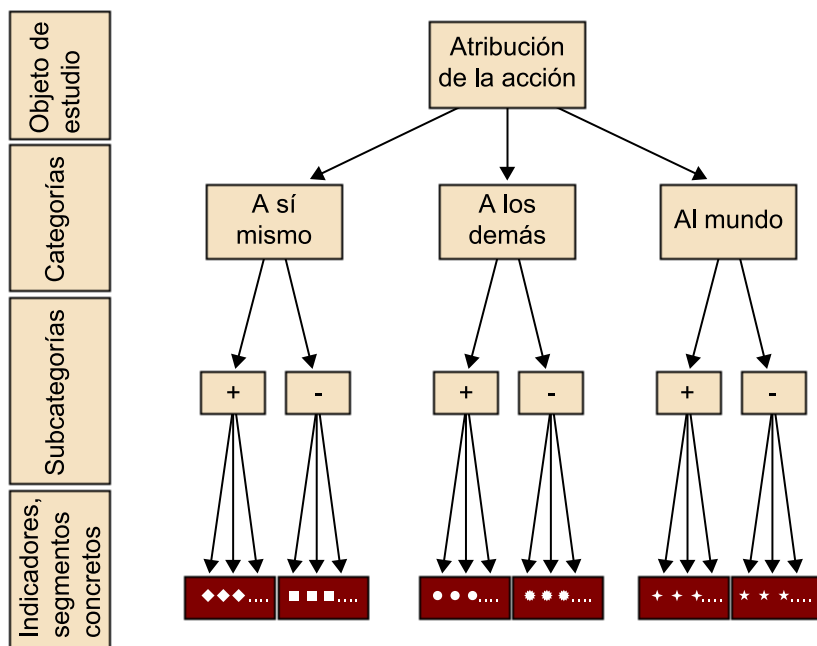 Objeto de
estudio
Atribución
de la acción
Categorías
A sí
mismo
A los
demás
Al mundo
Subcategorías
+
-
+
-
+
-
Indicadores,
segmentos
concretos
....
....
....
....
....
....